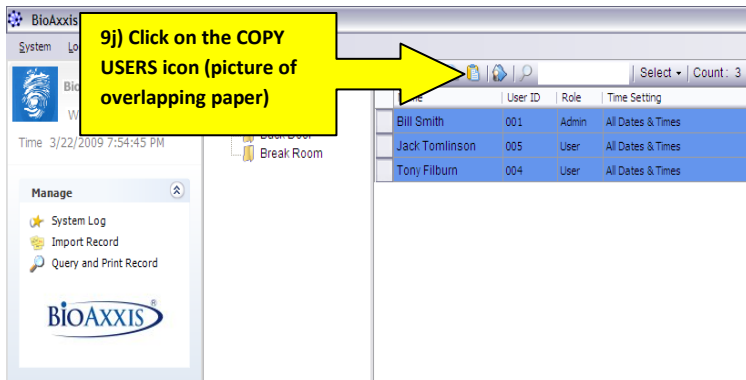 BioAxxis
System Lo
9j) Click on the COPY
USERS icon (picture of
overlapping paper)
Select Count: 3
Bio
W
Time 3/22/2009 7:54:45 PM
User ID Role Time Setting
Bill Smith 001 Admin All Dates & Times
Jack Tomlinson 005 User All Dates & Times
Tony Filburn 004 User All Dates & Times
Break Room
Manage
System Log
Import Record
Query and Print Record
BIOAXXIS®